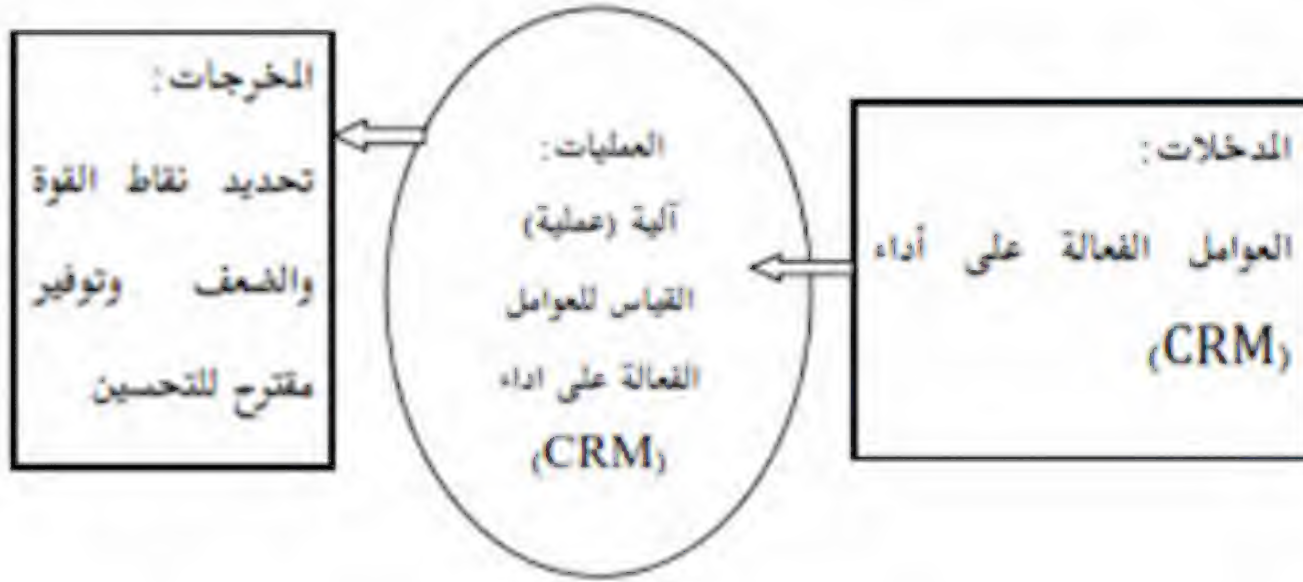 المدخلات:
العوامل الفعالة على أداء
(CRM)
العمليات:
آلية (عملية)
القياس للعوامل
الفعالة على اداء
(CRM)
المخرجات:
تحديد نقاط القوة
والضعف وتوفير
مقترح للتحسين